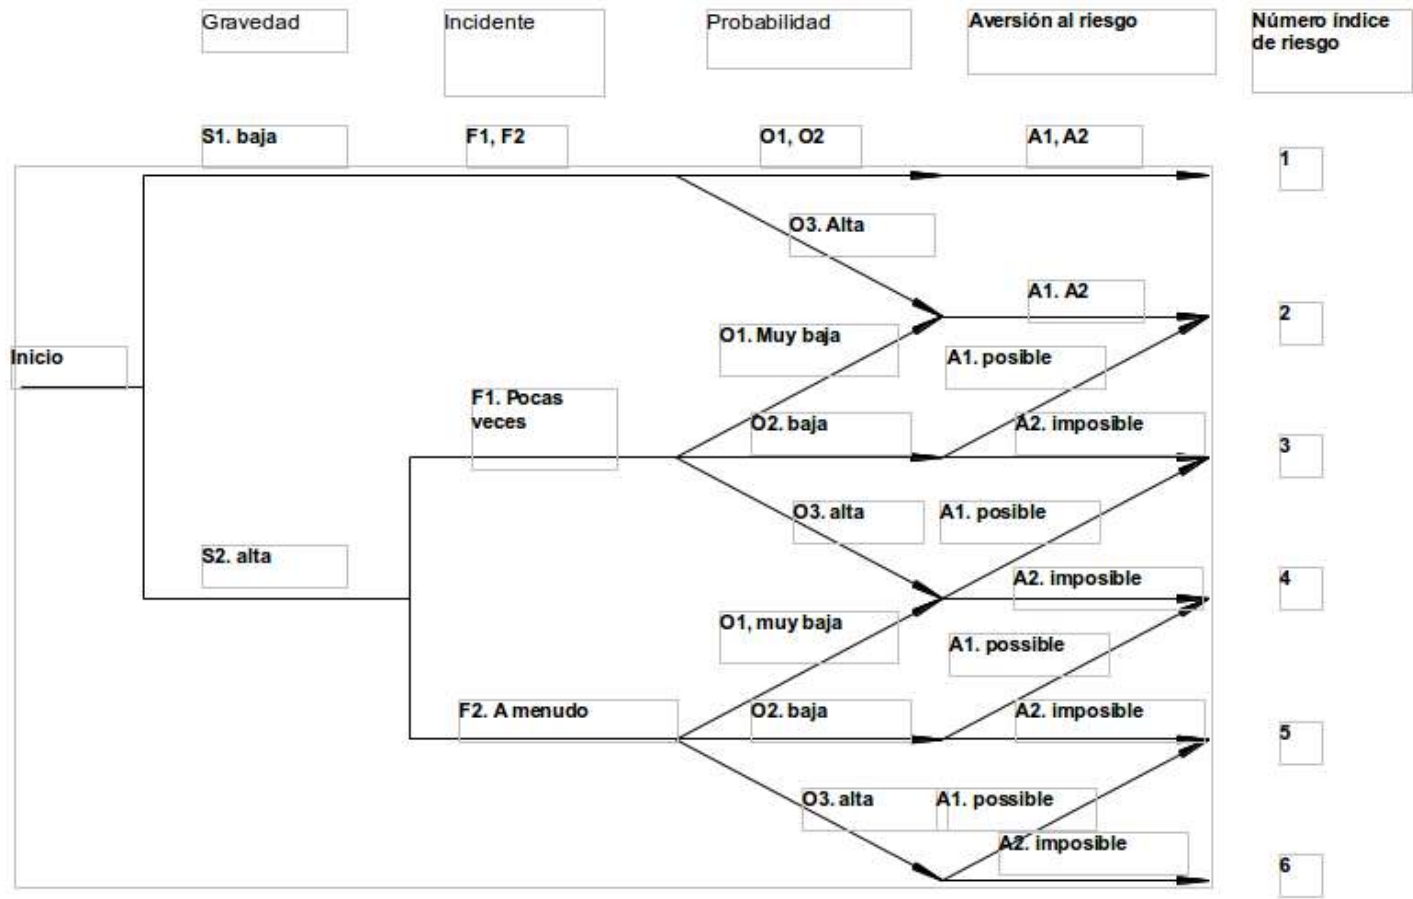 Gravedad
Incidente
Probabilidad
Aversión al riesgo
Número índice
de riesgo
S1. baja
F1, F2
O1, O2
A1, A2
1
O3. Alta
A1. A2
2
O1. Muy baja
A1. posible
Inicio
F1. Pocas
veces
O2. baja
A2. imposible
3
O3. alta
A1. posible
S2. alta
A2. imposible
4
O1, muy baja
A1. possible
F2. A menudo
O2. baja
A2. imposible
5
O3. alta
A1. possible
A2. imposible
6